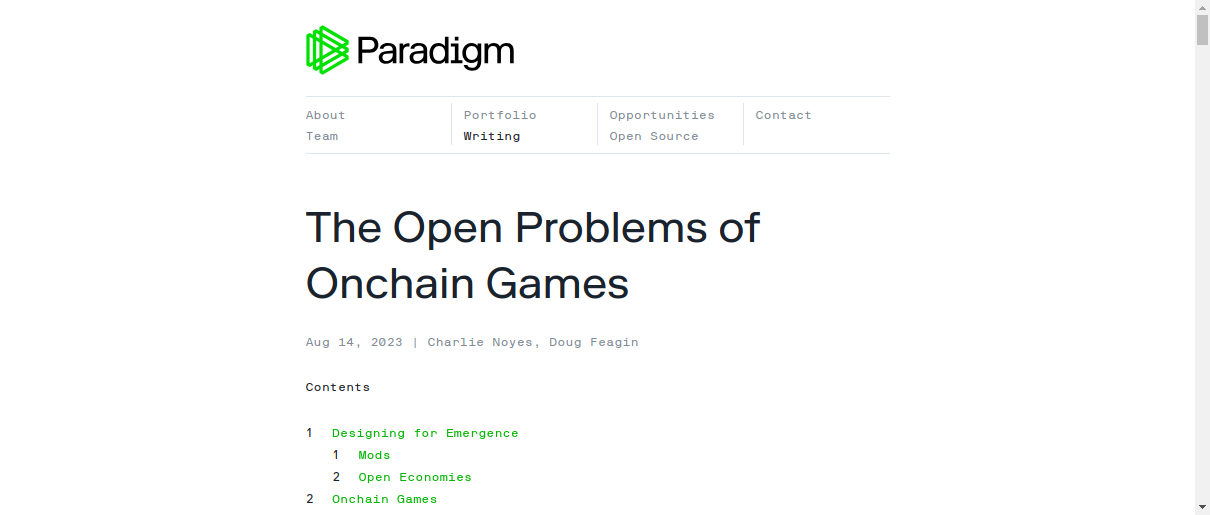 Paradigm
About
Team
Portfolio
Writing
Opportunities
Open Source
Contact
The Open Problems of
Onchain Games
Aug 14, 2023 | Charlie Noyes, Doug Feagin
Contents
1 Designing for Emergence
1 Mods
2 Open Economies
2 Onchain Games